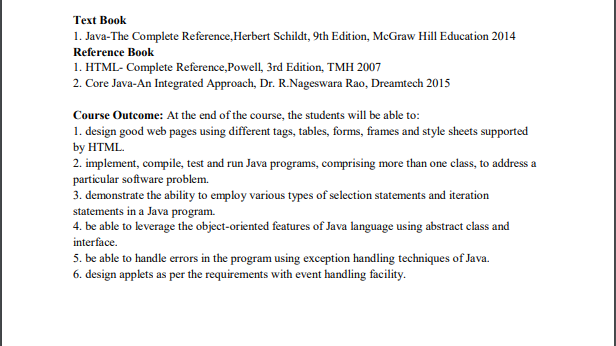 Text Book
1. Java-The Complete Reference,Herbert Schildt, 9th Edition, McGraw Hill Education 2014
Reference Book
1. HTML- Complete Reference,Powell, 3rd Edition, TMH 2007
2. Core Java-An Integrated Approach, Dr. R.Nageswara Rao, Dreamtech 2015
Course Outcome: At the end of the course, the students will be able to:
1. design good web pages using different tags, tables, forms, frames and style sheets supported
by HTML.
2. implement, compile, test and run Java programs, comprising more than one class, to address a
particular software problem.
3. demonstrate the ability to employ various types of selection statements and iteration
statements in a Java program.
4. be able to leverage the object-oriented features of Java language using abstract class and
interface.
5. be able to handle errors in the program using exception handling techniques of Java.
6. design applets as per the requirements with event handling facility.